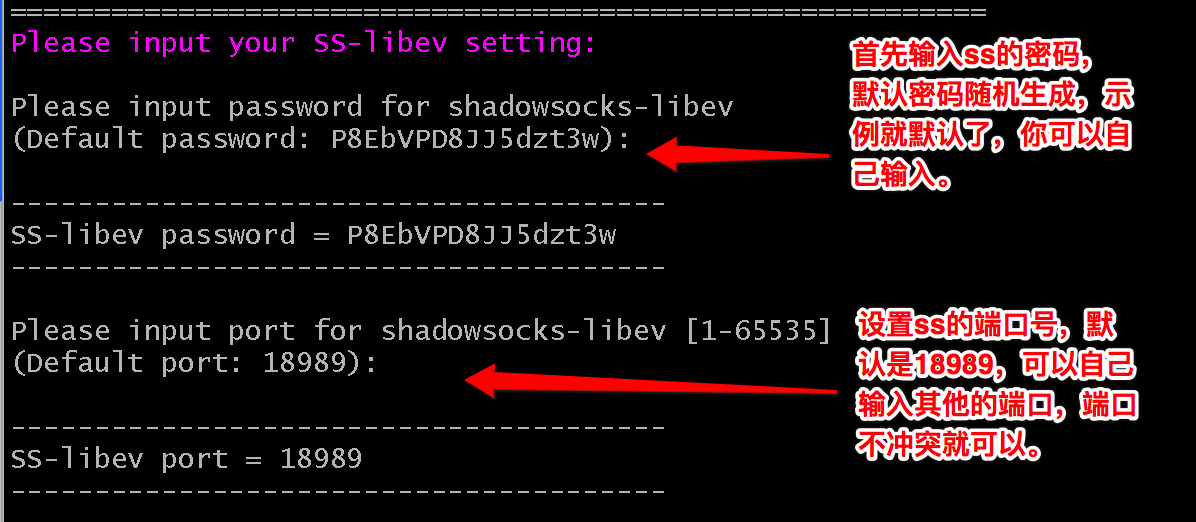 ============================================================
Please input your SS-libev setting:
首先输入ss的密码，
默认密码随机生成，示
例就默认了，你可以自
己输入。
Please input password for shadowsocks-libev
(Default password: P8EbVPD8JJ5dzt3w):
---------------------------------------
SS-libev password = P8EbVPD8JJ5dzt3w
---------------------------------------
Please input port for shadowsocks-libev [1-65535]
(Default port: 18989):
设置ss的端口号，默
认是18989，可以自己
输入其他的端口，端口
不冲突就可以。
---------------------------------------
SS-libev port = 18989
---------------------------------------